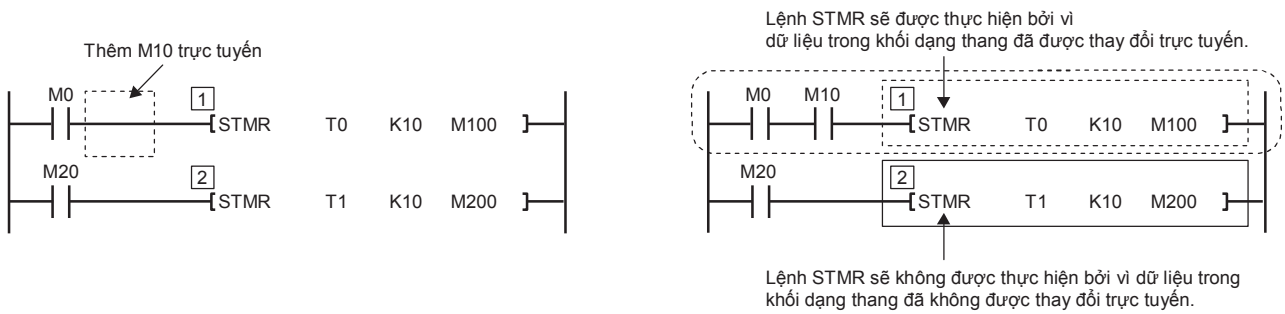 Thêm M10 trực tuyến
M0
1
STMR T0 K10 M100
M20
2
STMR T1 K10 M200
Lệnh STMR sẽ được thực hiện bởi vì
dữ liệu trong khối dạng thang đã được thay đổi trực tuyến.
M0 M10
1
STMR T0 K10 M100
M20
2
STMR T1 K10 M200
Lệnh STMR sẽ không được thực hiện bởi vì dữ liệu trong
khối dạng thang đã không được thay đổi trực tuyến.